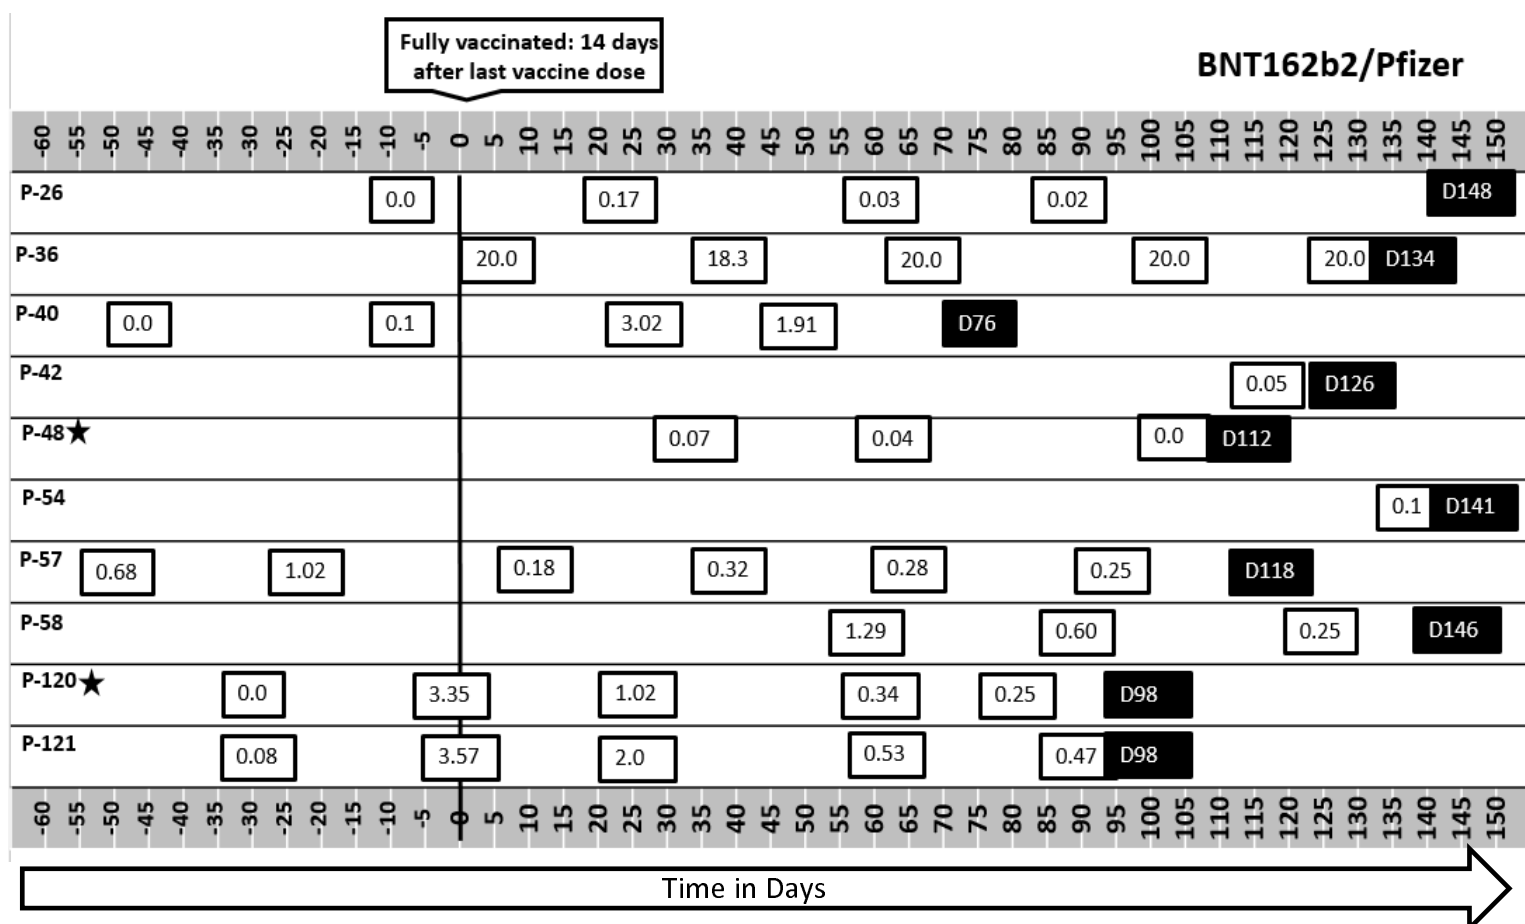 Fully vaccinated: 14 days
after last vaccine dose
BNT162b2/Pfizer
-60 -55 -50 -45 -40 -35 -30 -25 -20 -15 -10 -5 0 5 10 15 20 25 30 35 40 45 50 55 60 65 70 75 80 85 90 95 100 105 110 115 120 125 130 135 140 145 150
P-26 0.0 0.17 0.03 0.02 D148
P-36 20.0 18.3 20.0 20.0 20.0 D134
P-40 0.0 0.1 3.02 1.91 D76
P-42 0.05 D126
P-48★ 0.07 0.04 0.0 D112
P-54 0.1 D141
P-57 0.68 1.02 0.18 0.32 0.28 0.25 D118
P-58 1.29 0.60 0.25 D146
P-120★ 0.0 3.35 1.02 0.34 0.25 D98
P-121 0.08 3.57 2.0 0.53 0.47 D98
-60 -55 -50 -45 -40 -35 -30 -25 -20 -15 -10 -5 0 5 10 15 20 25 30 35 40 45 50 55 60 65 70 75 80 85 90 95 100 105 110 115 120 125 130 135 140 145 150
Time in Days